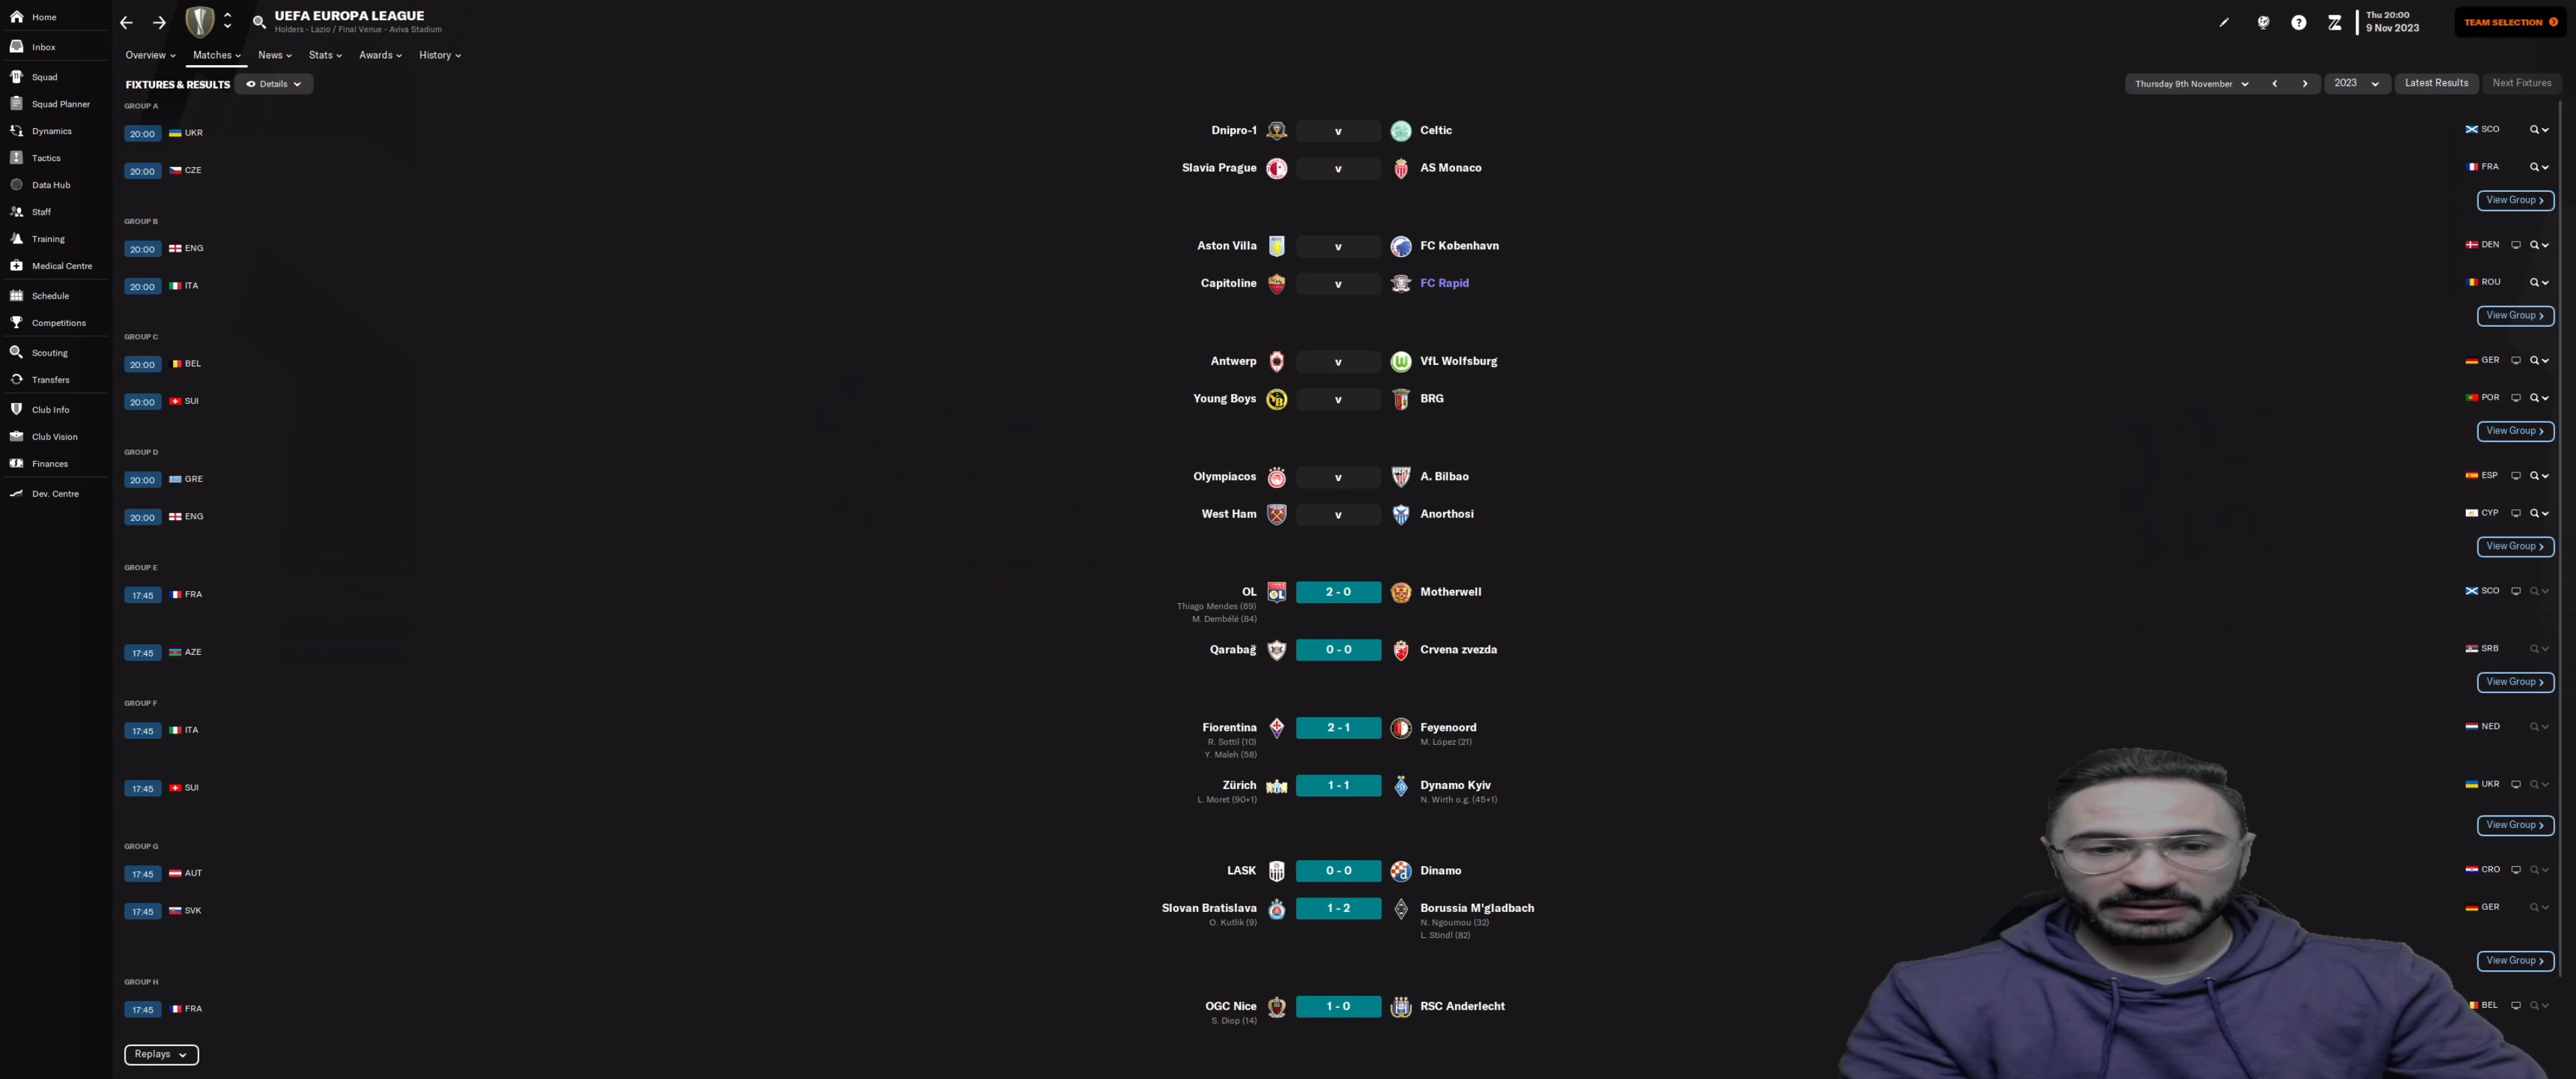 Home
Inbox
Squad
Squad Planner
Dynamics
Tactics
Data Hub
Staff
Training
Medical Centre
Schedule
Competitions
Scouting
Transfers
Club Info
Club Vision
Finances
Dev. Centre
UEFA EUROPA LEAGUE
Holders - Lazio / Final Venue - Aviva Stadium
Thu 20:00
9 Nov 2023
TEAM SELECTION
Overview Matches News Stats Awards History
FIXTURES & RESULTS Details
Thursday 9th November 2023 Latest Results Next Fixtures
GROUP A
20:00 UKR Dnipro-1 v Celtic SCO
20:00 CZE Slavia Prague v AS Monaco FRA
View Group
GROUP B
20:00 ENG Aston Villa v FC København DEN
20:00 ITA Capitoline v FC Rapid ROU
View Group
GROUP C
20:00 BEL Antwerp v VfL Wolfsburg GER
20:00 SUI Young Boys v BRG POR
View Group
GROUP D
20:00 GRE Olympiacos v A. Bilbao ESP
20:00 ENG West Ham v Anorthosi CYP
View Group
GROUP E
17:45 FRA OL 2 - 0 Motherwell SCO
Thiago Mendes (69)
M. Dembélé (84)
17:45 AZE Qarabağ 0 - 0 Crvena zvezda SRB
View Group
GROUP F
17:45 ITA Fiorentina 2 - 1 Feyenoord NED
R. Sottil (10) M. López (21)
Y. Maleh (58)
17:45 SUI Zürich 1 - 1 Dynamo Kyiv UKR
L. Moret (90+1) N. Wirth o.g. (45+1)
View Group
GROUP G
17:45 AUT LASK 0 - 0 Dinamo CRO
17:45 SVK Slovan Bratislava 1 - 2 Borussia M'gladbach GER
O. Kutlik (9) N. Ngoumou (32)
L. Stindl (82)
View Group
GROUP H
17:45 FRA OGC Nice 1 - 0 RSC Anderlecht BEL
S. Diop (14)
Replays